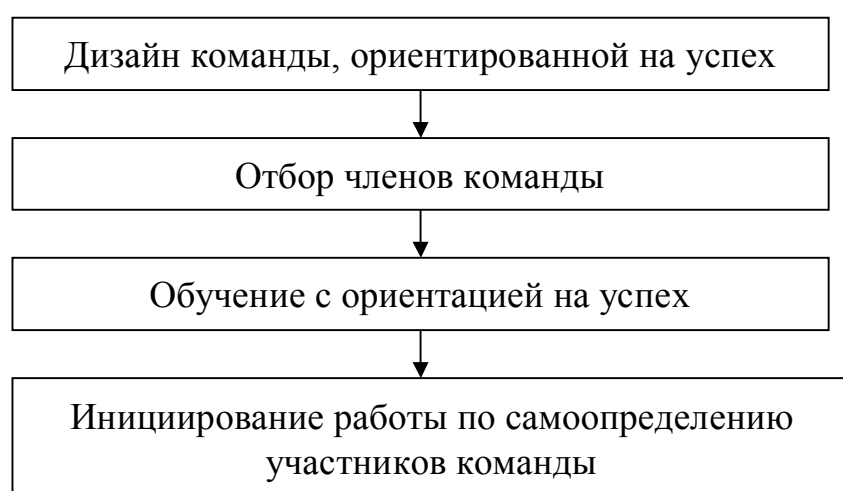 Дизайн команды, ориентированной на успех
Отбор членов команды
Обучение с ориентацией на успех
Инициирование работы по самоопределению
участников команды